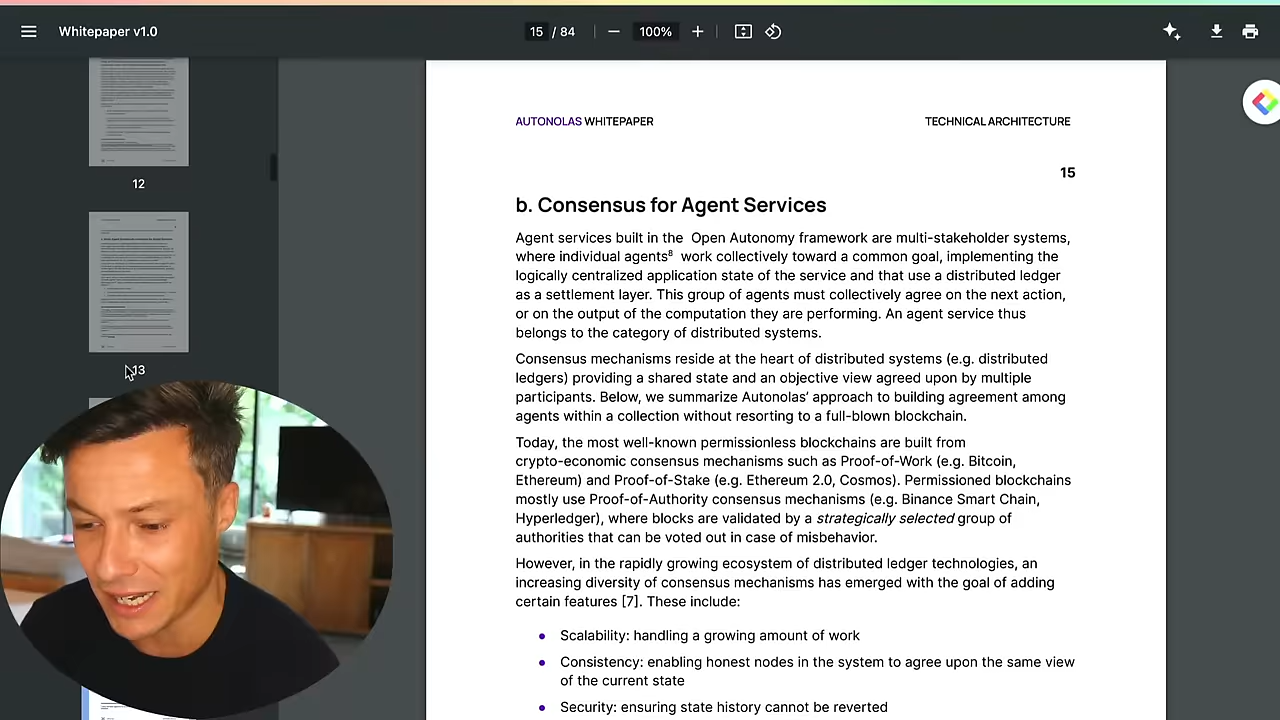 Whitepaper v1.0
15 / 84
100%
12
13
AUTONOLAS WHITEPAPER
TECHNICAL ARCHITECTURE
15
b. Consensus for Agent Services
Agent services built in the Open Autonomy framework are multi-stakeholder systems,
where individual agents⁸ work collectively toward a common goal, implementing the
logically centralized application state of the service and that use a distributed ledger
as a settlement layer. This group of agents must collectively agree on the next action,
or on the output of the computation they are performing. An agent service thus
belongs to the category of distributed systems.
Consensus mechanisms reside at the heart of distributed systems (e.g. distributed
ledgers) providing a shared state and an objective view agreed upon by multiple
participants. Below, we summarize Autonolas' approach to building agreement among
agents within a collection without resorting to a full-blown blockchain.
Today, the most well-known permissionless blockchains are built from
crypto-economic consensus mechanisms such as Proof-of-Work (e.g. Bitcoin,
Ethereum) and Proof-of-Stake (e.g. Ethereum 2.0, Cosmos). Permissioned blockchains
mostly use Proof-of-Authority consensus mechanisms (e.g. Binance Smart Chain,
Hyperledger), where blocks are validated by a strategically selected group of
authorities that can be voted out in case of misbehavior.
However, in the rapidly growing ecosystem of distributed ledger technologies, an
increasing diversity of consensus mechanisms has emerged with the goal of adding
certain features [7]. These include:
• Scalability: handling a growing amount of work
• Consistency: enabling honest nodes in the system to agree upon the same view
of the current state
• Security: ensuring state history cannot be reverted